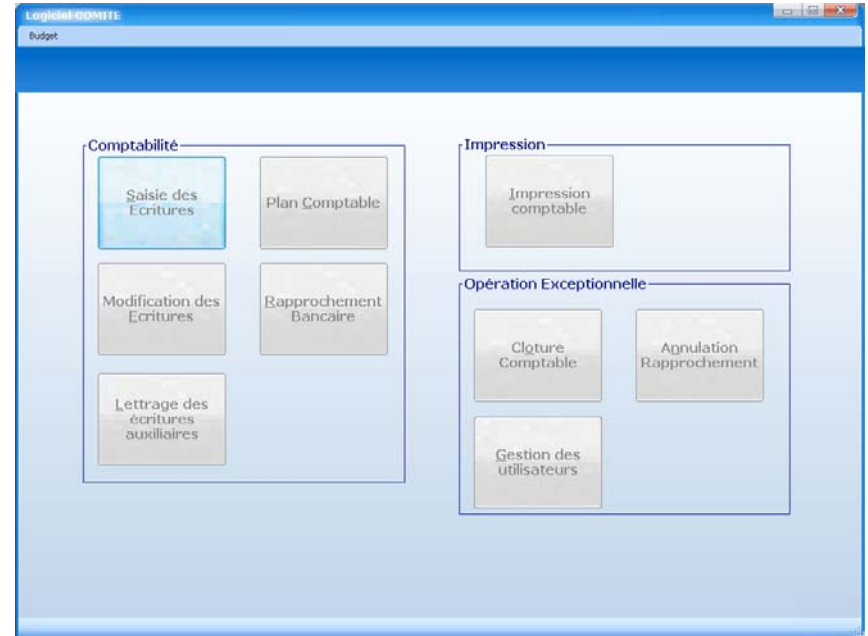 Logiciel COMITE
Budget
Comptabilité
Saisie des
Ecritures
Plan Comptable
Modification des
Ecritures
Rapprochement
Bancaire
Lettrage des
écritures
auxiliaires
Impression
Impression
comptable
Opération Exceptionnelle
Cloture
Comptable
Annulation
Rapprochement
Gestion des
utilisateurs